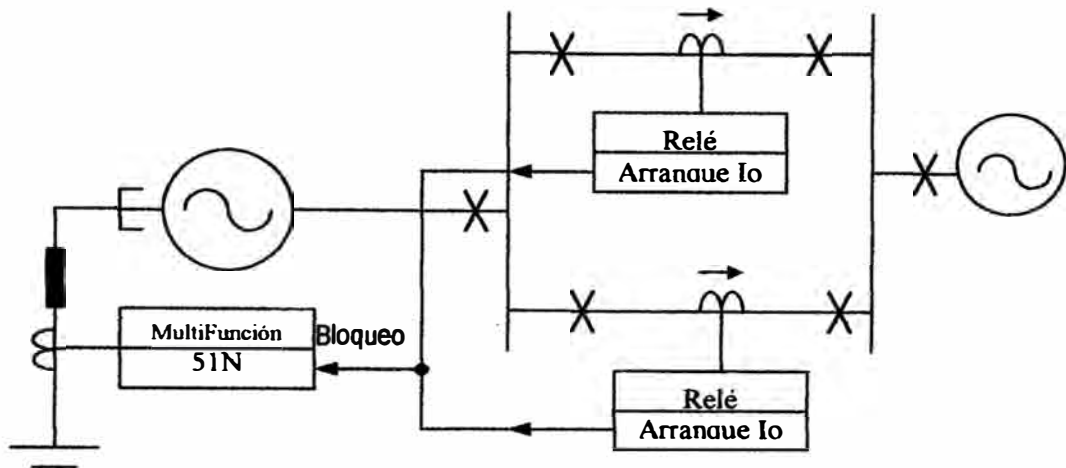 Relé
Arranque Io
MultiFunción
51N
Bloqueo
Relé
Arranque Io